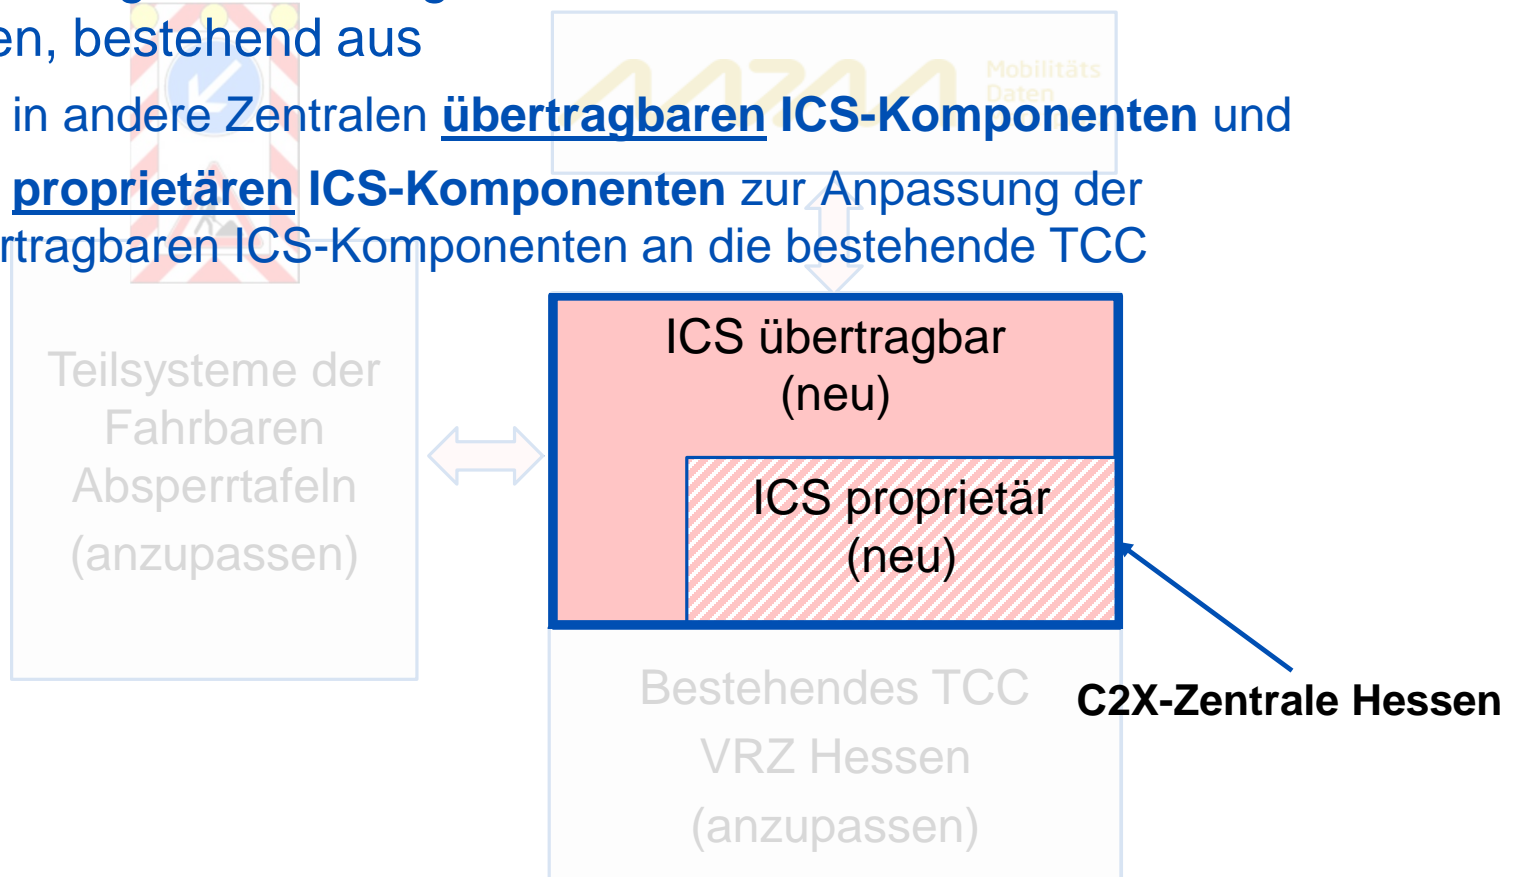 en, bestehend aus
in andere Zentralen übertragbaren ICS-Komponenten und
proprietären ICS-Komponenten zur Anpassung der
rtragbaren ICS-Komponenten an die bestehende TCC
Mobilitäts
Daten
ICS übertragbar
(neu)
ICS proprietär
(neu)
Teilsysteme der
Fahrbaren
Absperrtafeln
(anzupassen)
Bestehendes TCC
VRZ Hessen
(anzupassen)
C2X-Zentrale Hessen